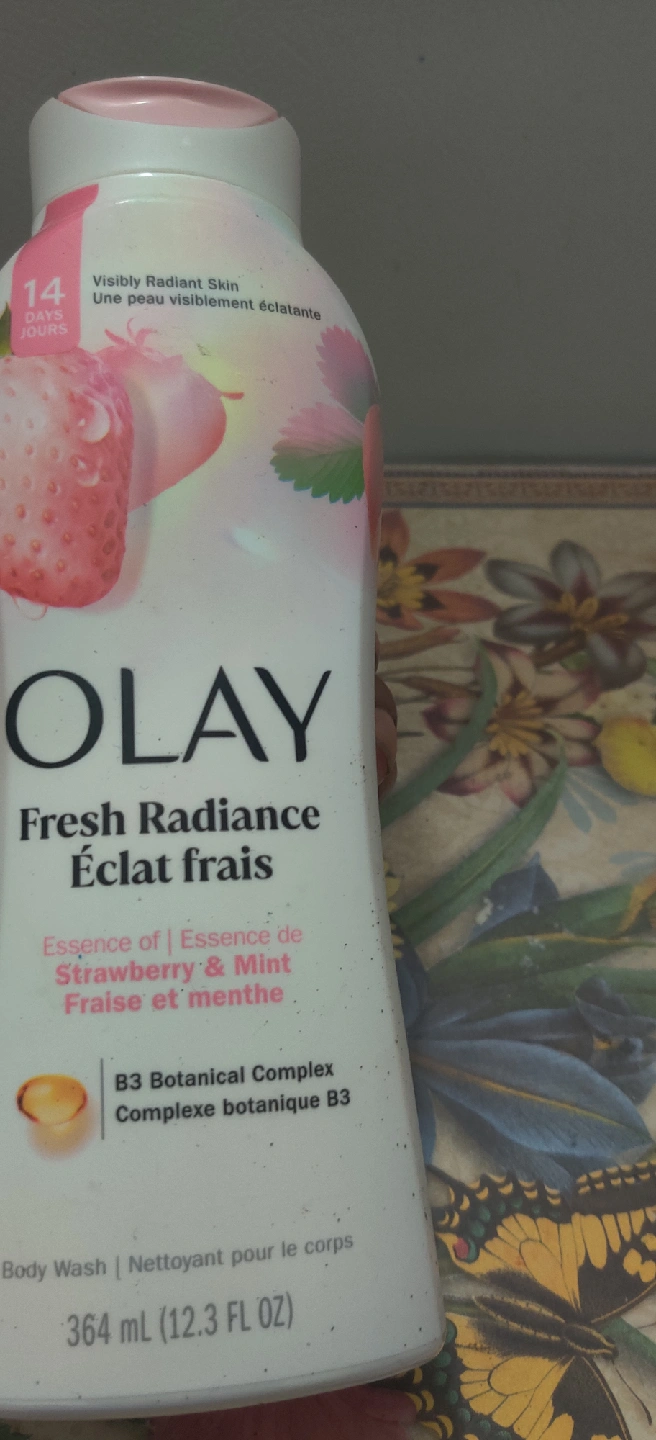 14
DAYS
JOURS
Visibly Radiant Skin
Une peau visiblement éclatante
OLAY
Fresh Radiance
Éclat frais
Essence of | Essence de
Strawberry & Mint
Fraise et menthe
B3 Botanical Complex
Complexe botanique B3
Body Wash | Nettoyant pour le corps
364 mL (12.3 FL OZ)